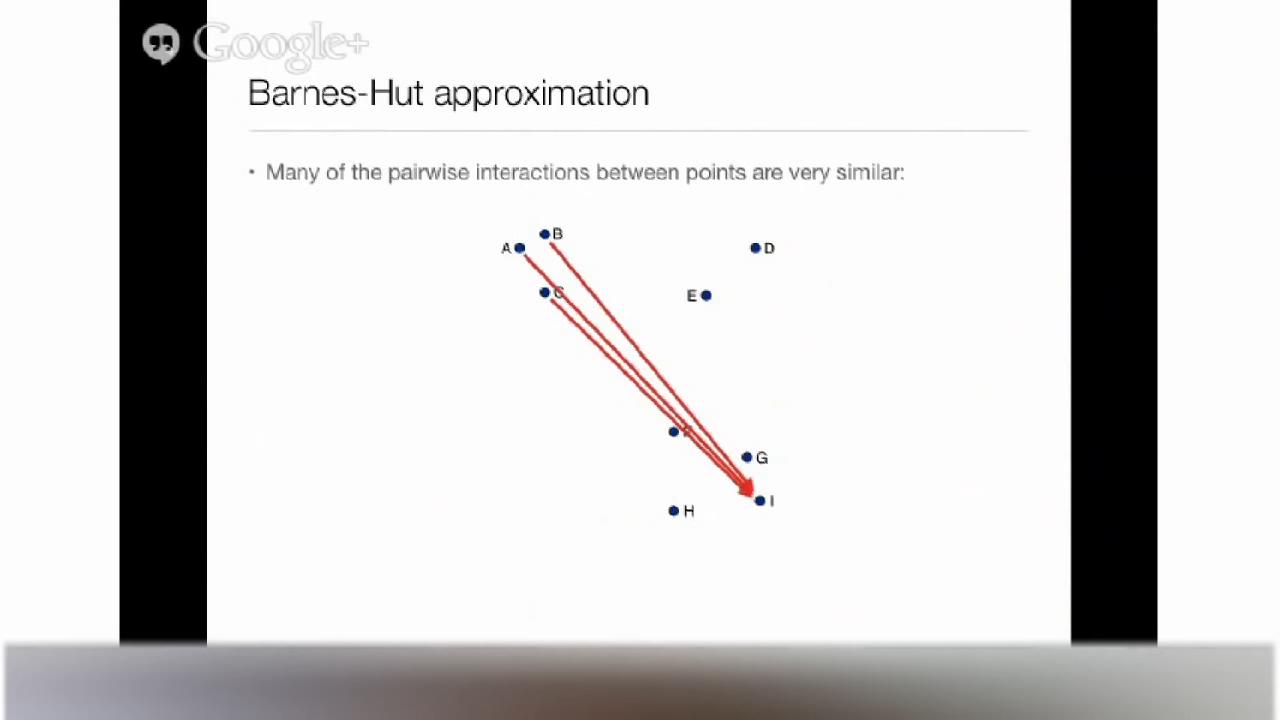 Google+
Barnes-Hut approximation
• Many of the pairwise interactions between points are very similar:
B
A
D
C
E
G
I
H